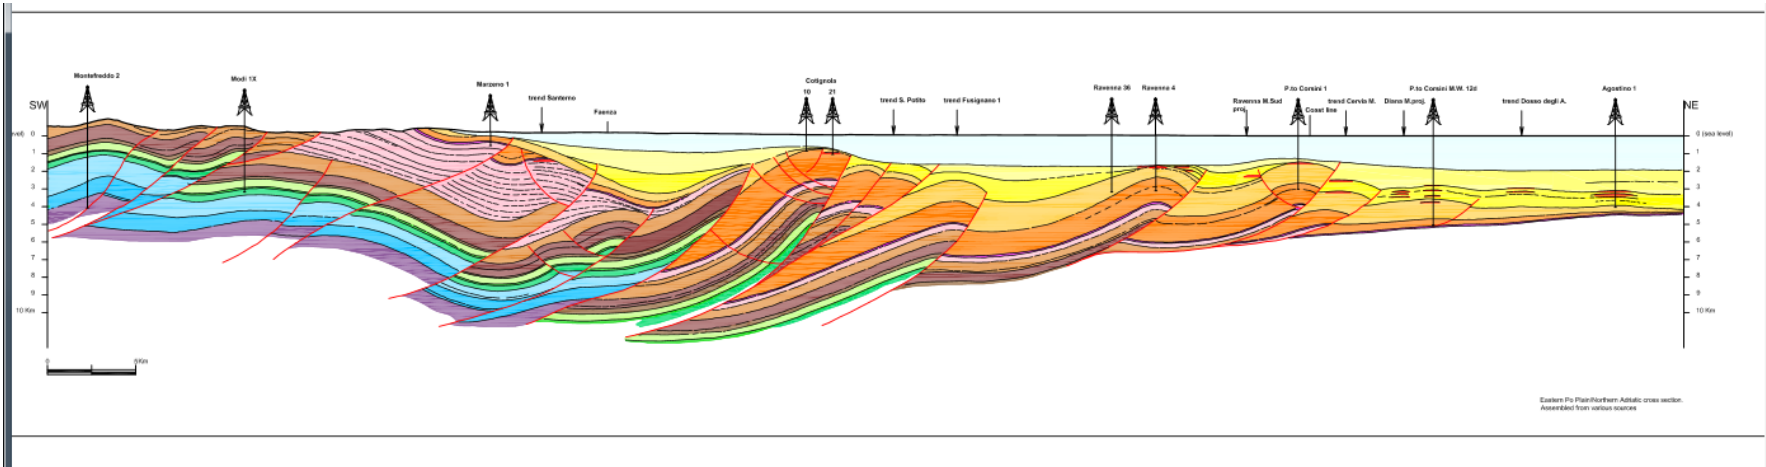 Montefreddo 2
Modi 1X
Marzeno 1
trend Santerno
Faenza
Cotignola
10 21
trend S. Potito
trend Fusignano 1
Ravenna 36
Ravenna 4
Ravenna M.Sud
proj.
P.to Corsini 1
Coast line
trend Cervia M.
Diana M.proj.
P.to Corsini M.W. 12d
trend Dosso degli A.
Agostino 1
SW
NE
0
1
2
3
4
5
6
7
8
9
10 Km
0 (sea level)
1
2
3
4
5
6
7
8
9
10 Km
0 5Km
Eastern Po Plain/Northern Adriatic cross section.
Assembled from various sources